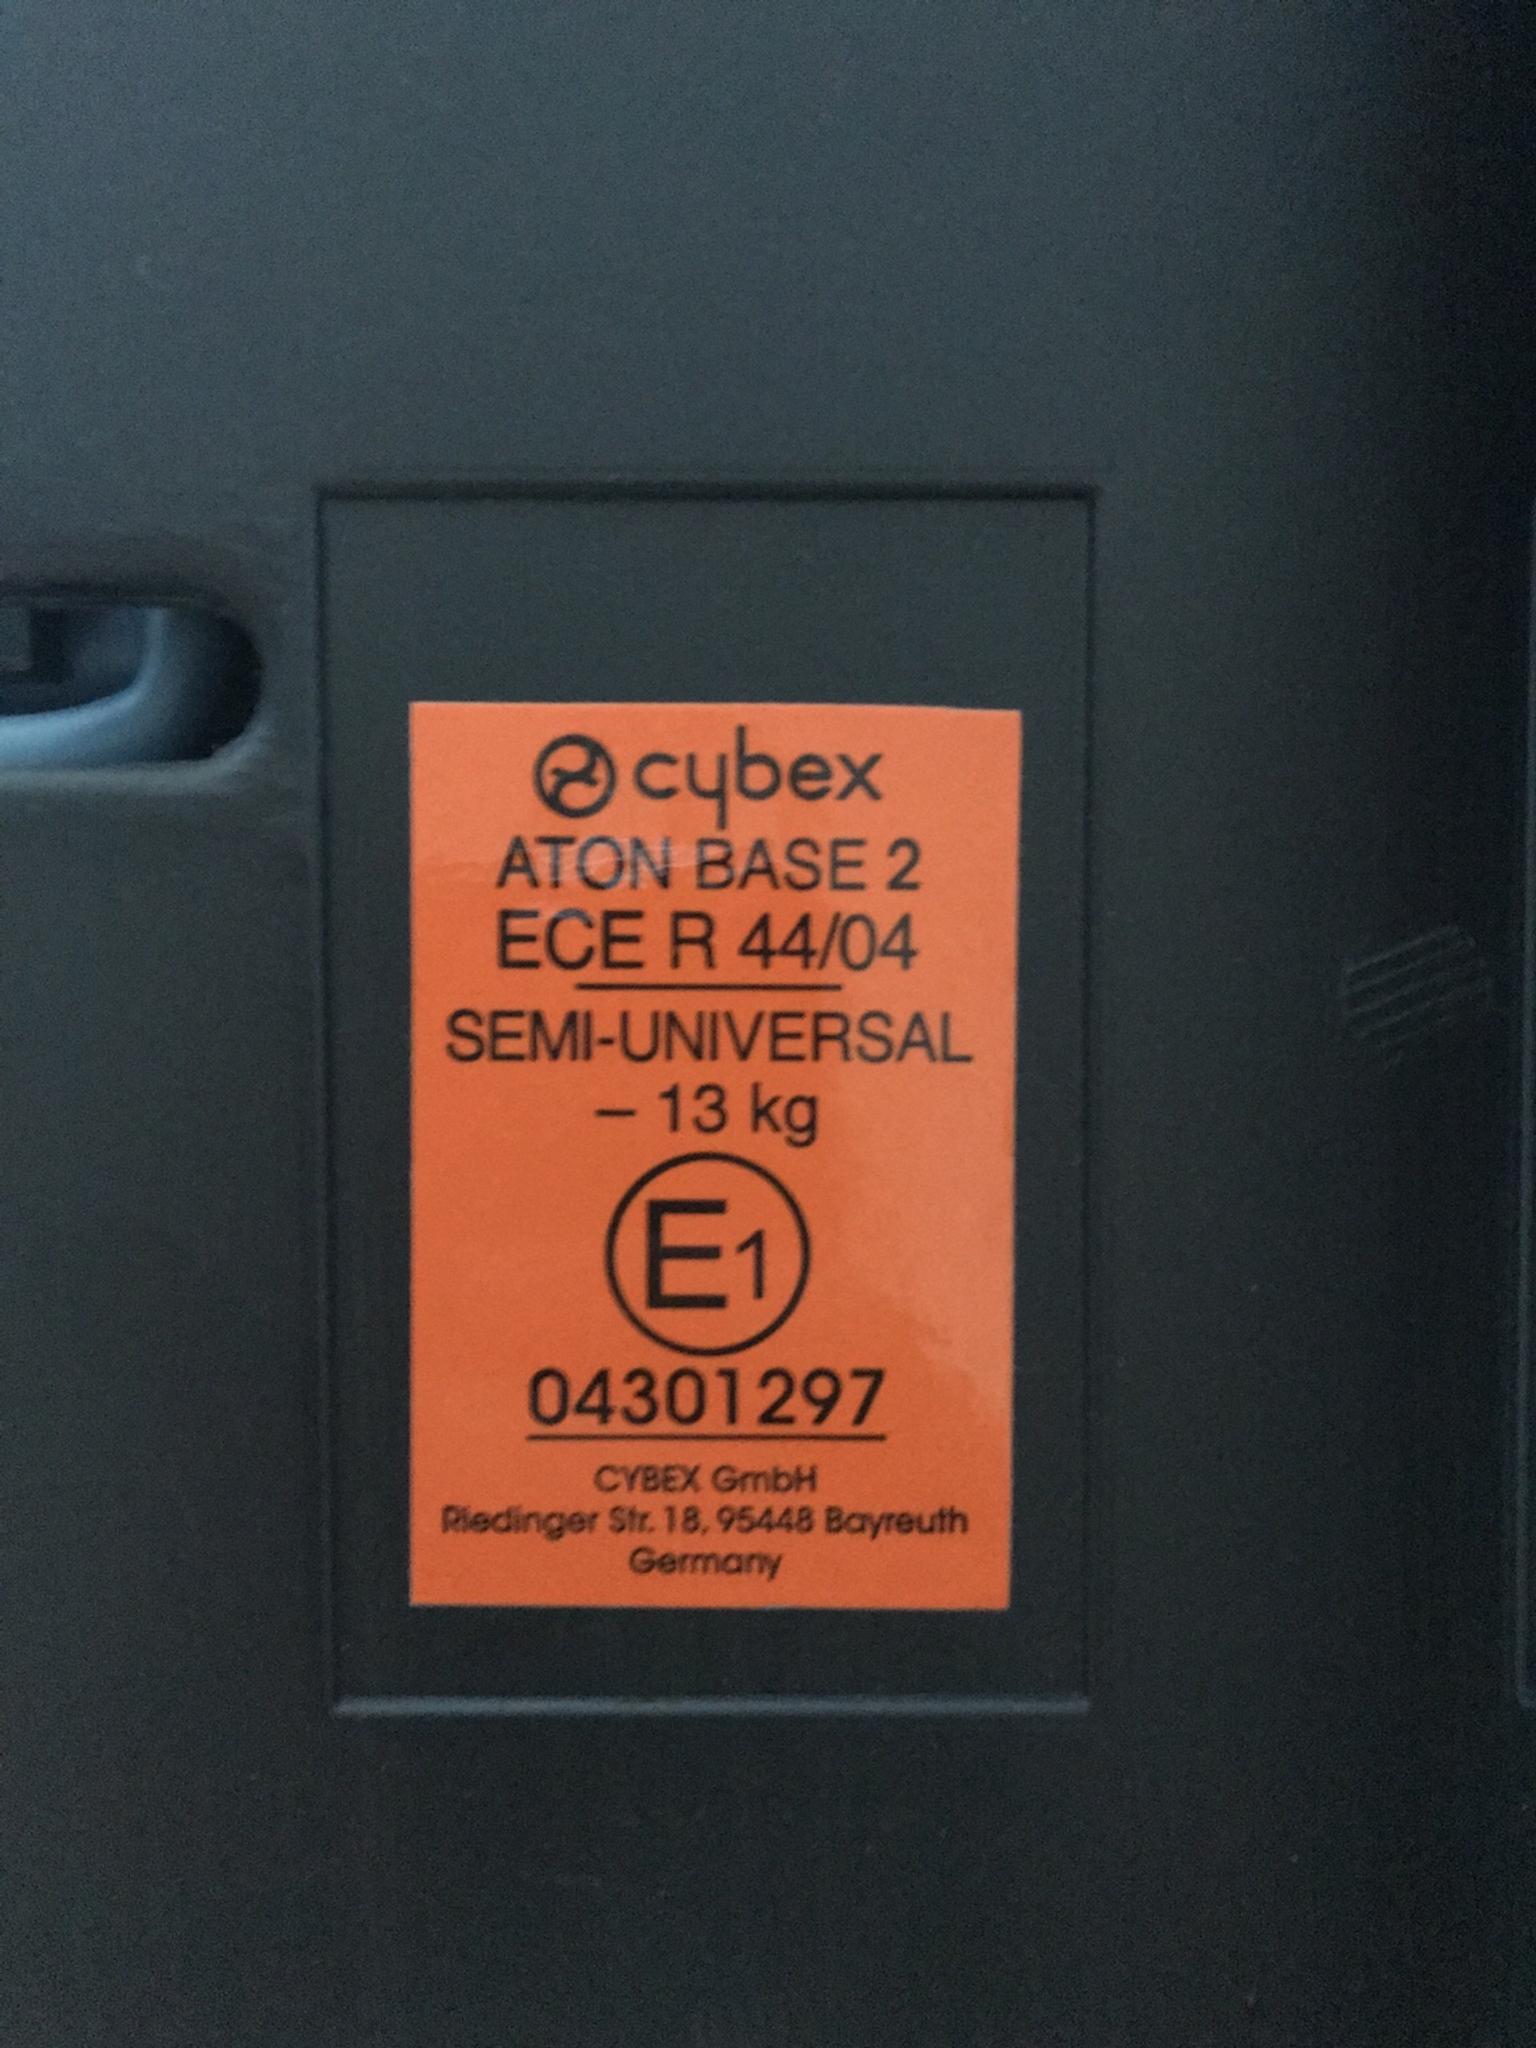 cybex
ATON BASE 2
ECE R 44/04
SEMI-UNIVERSAL
– 13 kg
E1
04301297
CYBEX GmbH
Riedinger Str. 18, 95448 Bayreuth
Germany